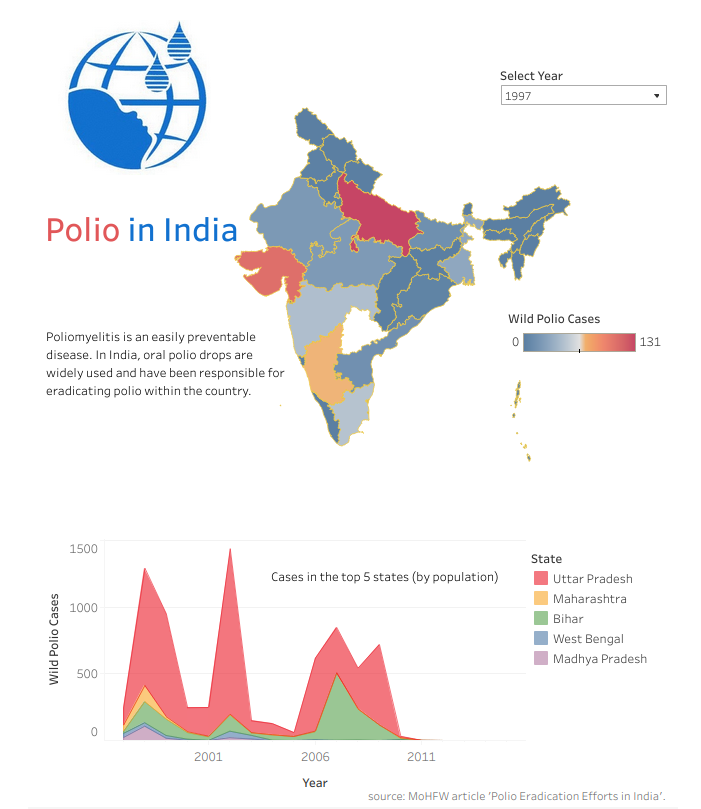 Select Year
1997
Polio in India
Poliomyelitis is an easily preventable
disease. In India, oral polio drops are
widely used and have been responsible for
eradicating polio within the country.
Wild Polio Cases
0 131
Cases in the top 5 states (by population)
State
Uttar Pradesh
Maharashtra
Bihar
West Bengal
Madhya Pradesh
Wild Polio Cases
1500
1000
500
0
2001 2006 2011
Year
source: MoHFW article ‘Polio Eradication Efforts in India’.